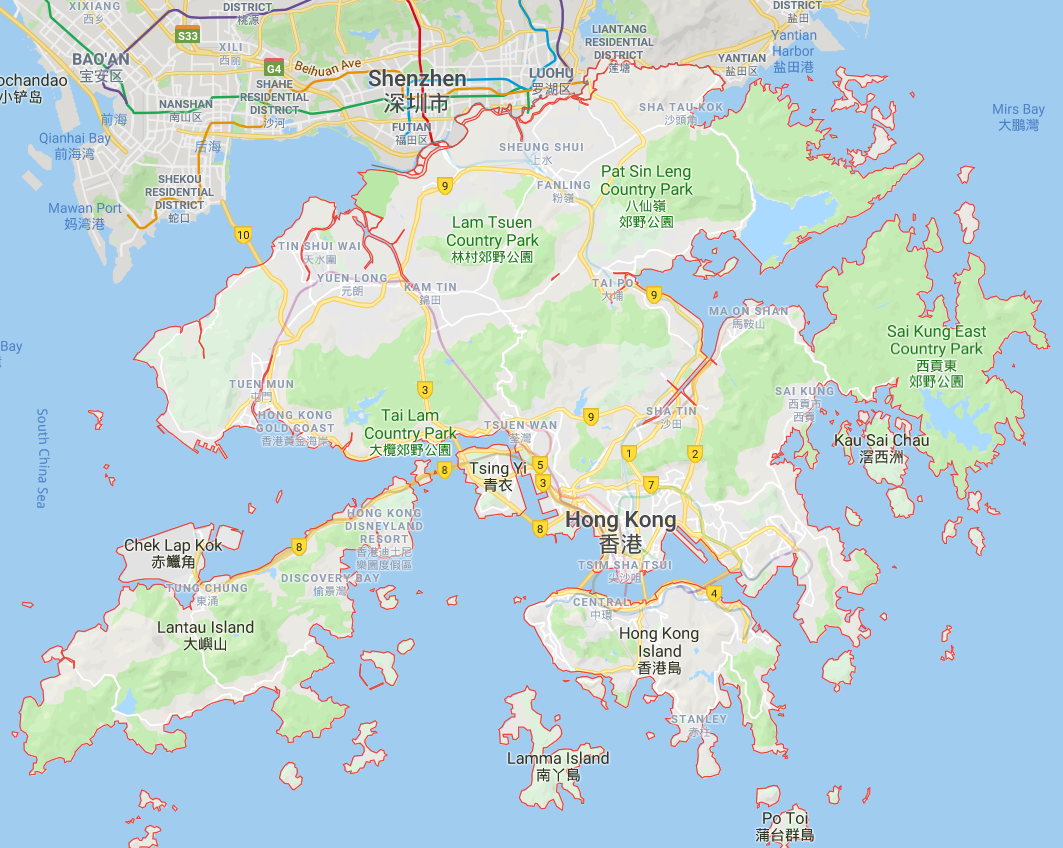 XIXIANG
西乡
DISTRICT
桃源
DISTRICT
盐田
S33
LIANTANG
RESIDENTIAL
DISTRICT
莲塘
Yantian
Harbor
盐田港
XILI
西丽
BAO'AN
宝安区
G4
Beihuan Ave
YANTIAN
盐田区
ochandao
小铲岛
Shenzhen
深圳市
LUOHU
罗湖区
SHAHE
RESIDENTIAL
DISTRICT
沙河
NANSHAN
南山区
前海
SHA TAU KOK
沙頭角
Mirs Bay
大鵬灣
FUTIAN
福田区
Qianhai Bay
前海湾
后海
SHEUNG SHUI
上水
SHEKOU
RESIDENTIAL
DISTRICT
蛇口
9
FANLING
粉嶺
Pat Sin Leng
Country Park
八仙嶺
郊野公園
Mawan Port
妈湾港
10
Lam Tsuen
Country Park
林村郊野公園
TIN SHUI WAI
天水圍
YUEN LONG
元朗
KAM TIN
錦田
TAI PO
大埔
9
MA ON SHAN
馬鞍山
Sai Kung East
Country Park
西貢東
郊野公園
Bay
TUEN MUN
屯門
3
SAI KUNG
西貢市
西貢
HONG KONG
GOLD COAST
香港黃金海岸
Tai Lam
Country Park
大欖郊野公園
TSUEN WAN
荃灣
9
SHA TIN
沙田
South China Sea
Kau Sai Chau
滘西洲
1
2
8
Tsing Yi
青衣
5
3
7
HONG KONG
DISNEYLAND
RESORT
香港迪士尼
樂園度假區
8
Hong Kong
香港
Chek Lap Kok
赤鱲角
8
TSIM SHA TSUI
尖沙咀
DISCOVERY BAY
愉景灣
TUNG CHUNG
東涌
4
CENTRAL
中環
Lantau Island
大嶼山
Hong Kong
Island
香港島
STANLEY
赤柱
Lamma Island
南丫島
Po Toi
蒲台群島